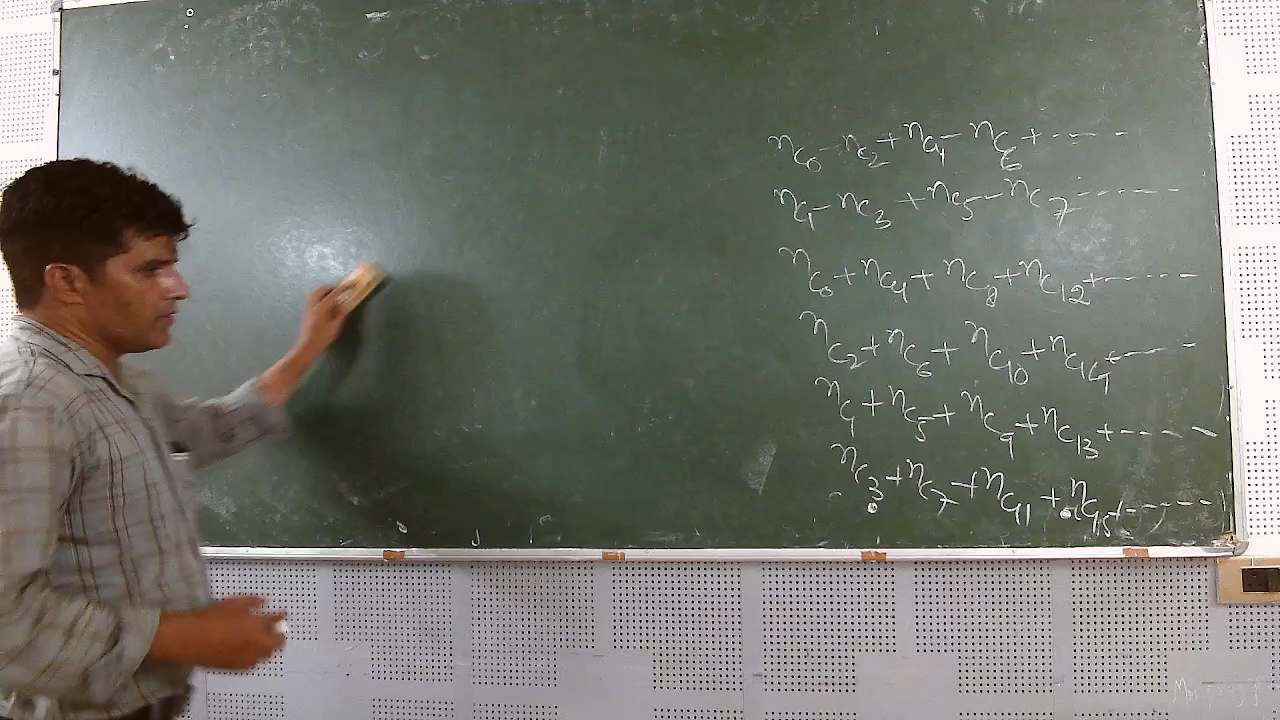 nC₀ - nC₂ + nC₄ - nC₆ + ----
nC₁ - nC₃ + nC₅ - nC₇ ------
nC₀ + nC₄ + nC₈ + nC₁₂ + -----
nC₂ + nC₆ + nC₁₀ + nC₁₄ + ----
nC₁ + nC₅ + nC₉ + nC₁₃ + -----
nC₃ + nC₇ + nC₁₁ + nC₁₅ + -----